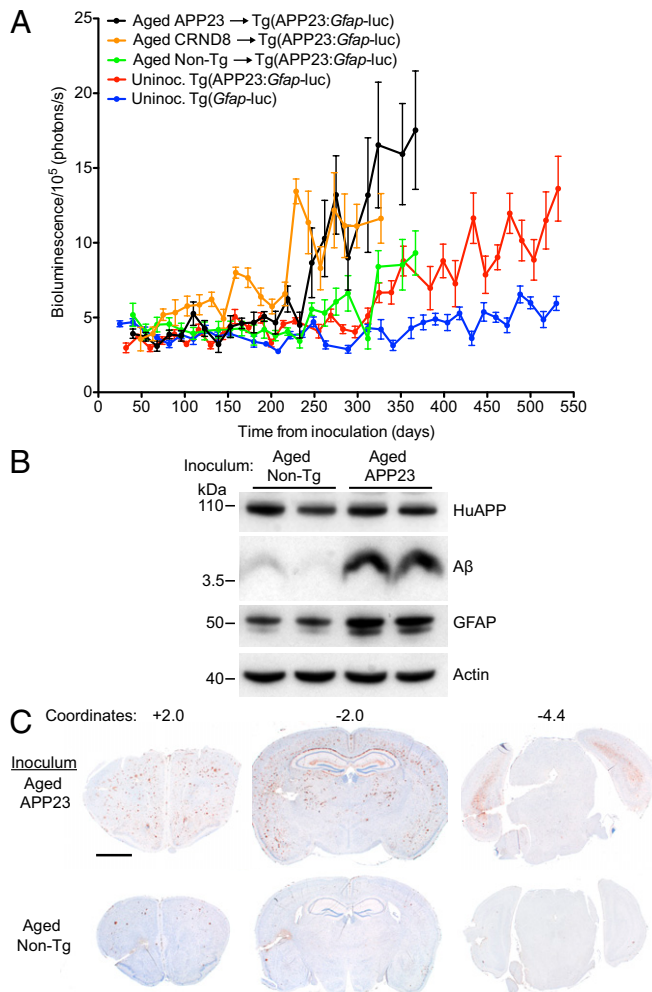 A
Aged APP23 → Tg(APP23:Gfap-luc)
Aged CRND8 → Tg(APP23:Gfap-luc)
Aged Non-Tg → Tg(APP23:Gfap-luc)
Uninoc. Tg(APP23:Gfap-luc)
Uninoc. Tg(Gfap-luc)
Bioluminescence/10⁵ (photons/s)
25
20
15
10
5
0
0 50 100 150 200 250 300 350 400 450 500 550
Time from inoculation (days)
B
Inoculum: Aged Non-Tg Aged APP23
kDa
110 HuAPP
Aβ
3.5
50 GFAP
40 Actin
C
Coordinates: +2.0 -2.0 -4.4
Inoculum
Aged
APP23
Aged
Non-Tg